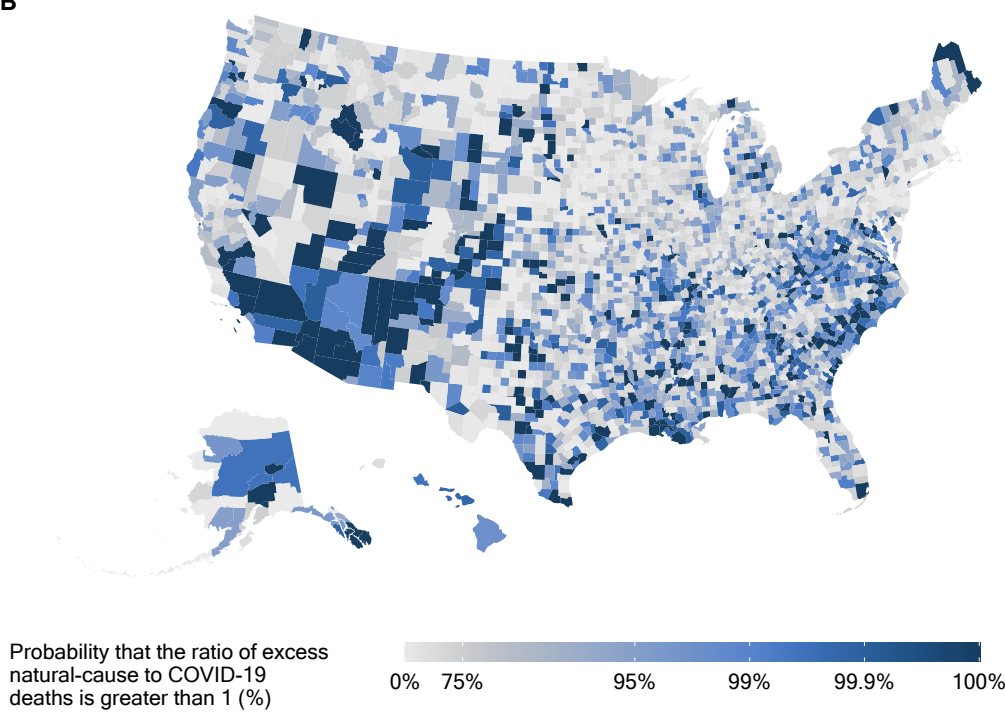 B
Probability that the ratio of excess
natural-cause to COVID-19
deaths is greater than 1 (%)
0% 75% 95% 99% 99.9% 100%